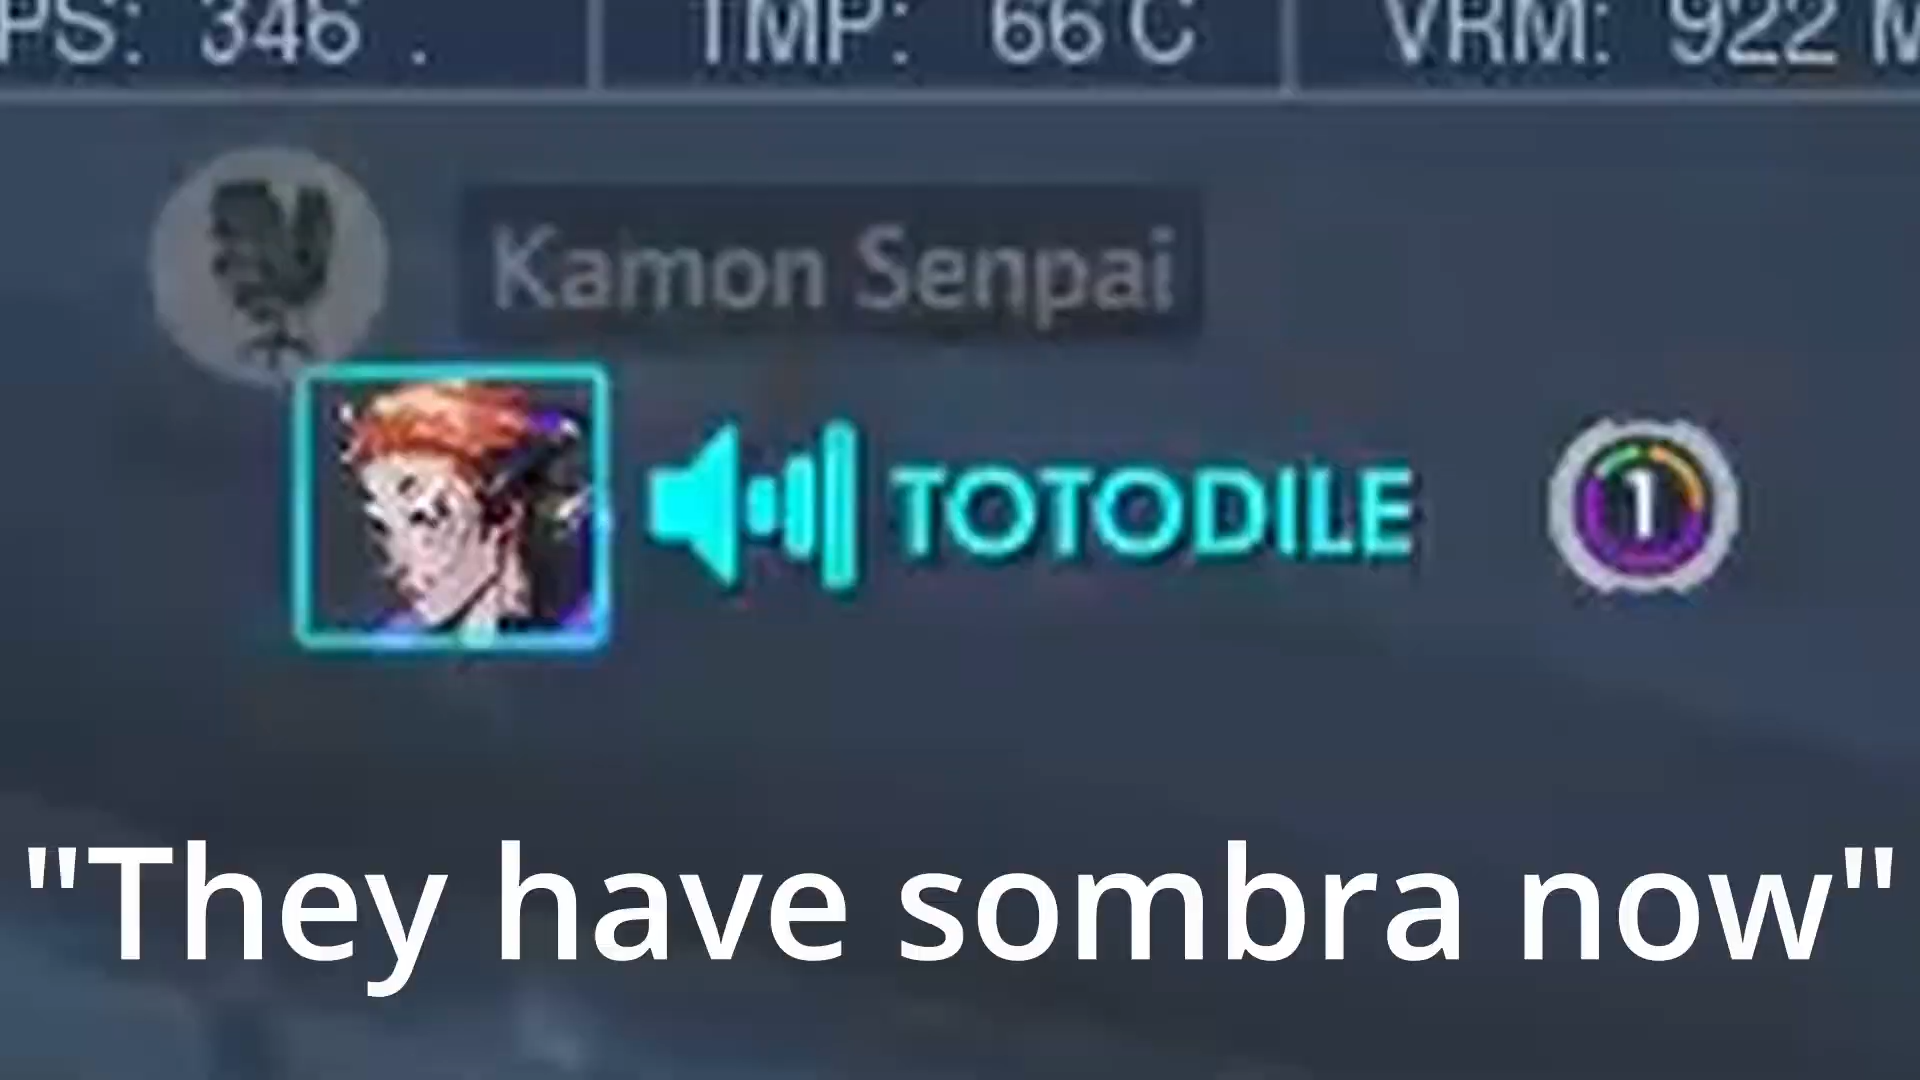 PS: 346 . TMP: 66 C VRM: 922 M
Kamon Senpai
TOTODILE 1
"They have sombra now"